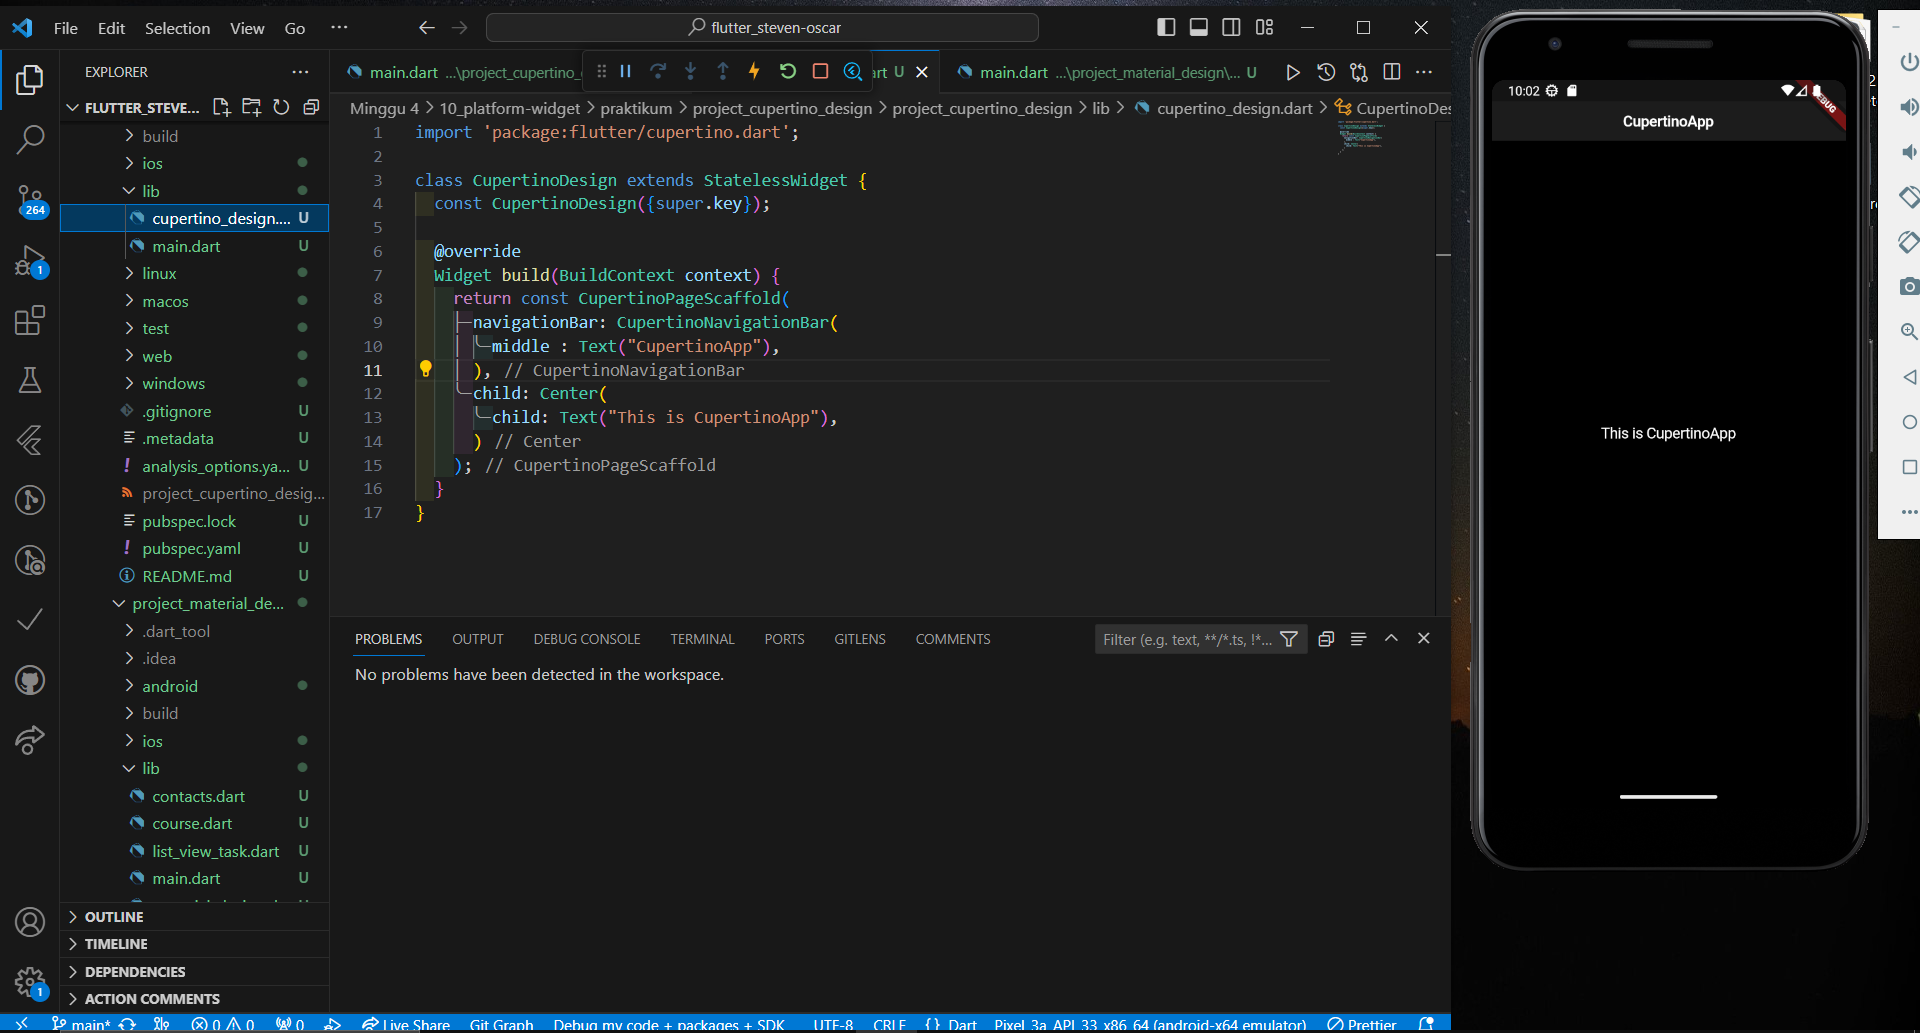 File Edit Selection View Go ···
flutter_steven-oscar
EXPLORER
FLUTTER_STEVE...
build
ios
lib
cupertino_design.... U
main.dart U
linux
macos
test
web
windows
.gitignore U
.metadata U
analysis_options.ya... U
project_cupertino_desig...
pubspec.lock U
pubspec.yaml U
README.md U
project_material_de...
.dart_tool
.idea
android
build
ios
lib
contacts.dart U
course.dart U
list_view_task.dart U
main.dart U
OUTLINE
TIMELINE
DEPENDENCIES
ACTION COMMENTS
264
1
1
main.dart ...\project_cupertino_
art U
main.dart ...\project_material_design\... U
Minggu 4 > 10_platform-widget > praktikum > project_cupertino_design > project_cupertino_design > lib > cupertino_design.dart > CupertinoDes
1 import 'package:flutter/cupertino.dart';
2
3 class CupertinoDesign extends StatelessWidget {
4 const CupertinoDesign({super.key});
5
6 @override
7 Widget build(BuildContext context) {
8 return const CupertinoPageScaffold(
9 navigationBar: CupertinoNavigationBar(
10 middle : Text("CupertinoApp"),
11 ), // CupertinoNavigationBar
12 child: Center(
13 child: Text("This is CupertinoApp"),
14 ) // Center
15 ); // CupertinoPageScaffold
16 }
17 }
PROBLEMS OUTPUT DEBUG CONSOLE TERMINAL PORTS GITLENS COMMENTS
Filter (e.g. text, **/*.ts, !*...
No problems have been detected in the workspace.
main* 0 0 0 Live Share Git Graph Debug my code + packages + SDK UTF-8 CRLF {} Dart Pixel_3a_API_33_x86_64 (android-x64 emulator) Prettier
10:02
DEBUG
CupertinoApp
This is CupertinoApp